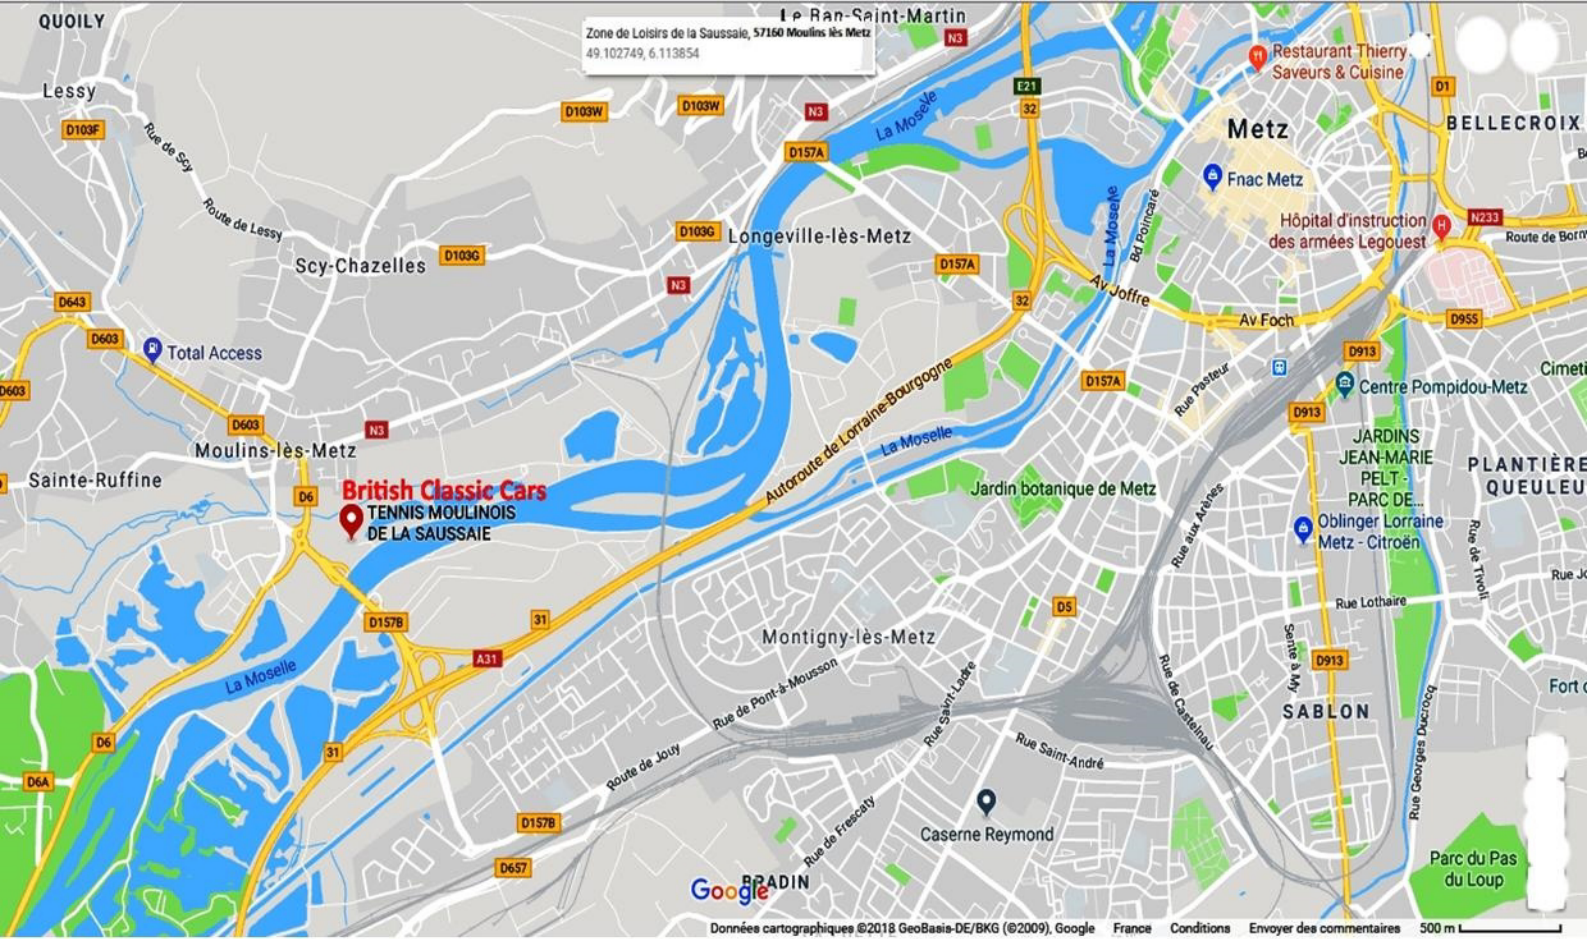 QUOILY
Le Ban-Saint-Martin
Zone de Loisirs de la Saussaie, 57160 Moulins lès Metz
49.102749, 6.113854
N3
Restaurant Thierry
Saveurs & Cuisine
Lessy
E21
D1
D103W
D103W
N3
32
La Moselle
Metz
BELLECROIX
D103F
Rue de Scy
D157A
Fnac Metz
Route de Lessy
La Moselle
Bd Poincaré
Hôpital d'instruction
des armées Legouest
N233
Route de Born
D103G
Longeville-lès-Metz
Scy-Chazelles
D103G
D157A
N3
Av Joffre
D643
32
Av Foch
D955
D603
Total Access
D913
D603
Autoroute de Lorraine-Bourgogne
D157A
Rue Pasteur
Centre Pompidou-Metz
Cimeti
D603
N3
D913
Moulins-lès-Metz
La Moselle
JARDINS
JEAN-MARIE
PELT -
PARC DE...
PLANTIÈRE
QUEULEU
Sainte-Ruffine
D6
British Classic Cars
TENNIS MOULINOIS
DE LA SAUSSAIE
Jardin botanique de Metz
Rue aux Arènes
Oblinger Lorraine
Metz - Citroën
Rue de Tivoli
Rue Jo
D157B
31
D5
Rue Lothaire
Montigny-lès-Metz
A31
La Moselle
Rue de Pont-à-Mousson
Rue Saint-Ladre
Rue de Castelnau
Sente à My
D913
Fort
SABLON
D6
31
Route de Jouy
Rue Saint-André
Rue Georges Ducrocq
D6A
D157B
Caserne Reymond
Rue de Frescaty
D657
Parc du Pas
du Loup
Google
BRADIN
Données cartographiques ©2018 GeoBasis-DE/BKG (©2009), Google France Conditions Envoyer des commentaires 500 m